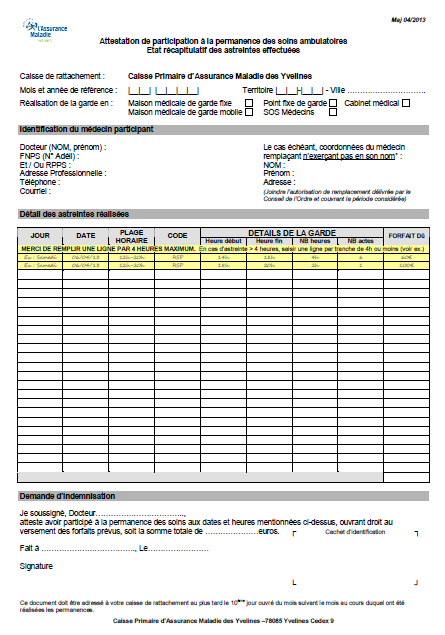 l'Assurance
Maladie
Maj 04/2013
Attestation de participation à la permanence des soins ambulatoires
Etat récapitulatif des astreintes effectuées
Caisse de rattachement : Caisse Primaire d'Assurance Maladie des Yvelines
Mois et année de référence : |__|__| |__|__|__|__| Territoire |__|__|-|__|__| - Ville ……………………….
Réalisation de la garde en : Maison médicale de garde fixe Point fixe de garde Cabinet médical
Maison médicale de garde mobile SOS Médecins
Identification du médecin participant
Docteur (NOM, prénom) :
FNPS (N° Adéli) :
Et / Ou RPPS :
Adresse Professionnelle :
Téléphone :
Courriel :
Le cas échéant, coordonnées du médecin
remplaçant n'exerçant pas en son nom* :
NOM :
Prénom :
Adresse :
(Joindre l'autorisation de remplacement délivrée par le
Conseil de l'Ordre et couvrant la période considérée)
Détail des astreintes réalisées
JOUR DATE PLAGE HORAIRE CODE DETAILS DE LA GARDE FORFAIT DÛ
Heure début Heure fin NB heures NB actes
MERCI DE REMPLIR UNE LIGNE PAR 4 HEURES MAXIMUM. En cas d'astreinte > 4 heures, saisir une ligne par tranche de 4h ou moins (voir ex.)
Ex : Samedi 06/04/13 12h-20h RSP 14h 18h 4h 6 60€
Ex : Samedi 06/04/13 12h-20h RSP 18h 20h 2h 1 100€
Demande d'indemnisation
Je soussigné, Docteur……………………………..,
atteste avoir participé à la permanence des soins aux dates et heures mentionnées ci-dessus, ouvrant droit au
versement des forfaits prévus, soit la somme totale de …………………euros.
Cachet d'identification
Fait à …………………………….., Le…………………
Signature
Ce document doit être adressé à votre caisse de rattachement au plus tard le 10ème jour ouvré du mois suivant le mois au cours duquel ont été
réalisées les permanences.
Caisse Primaire d'Assurance Maladie des Yvelines –78085 Yvelines Cedex 9